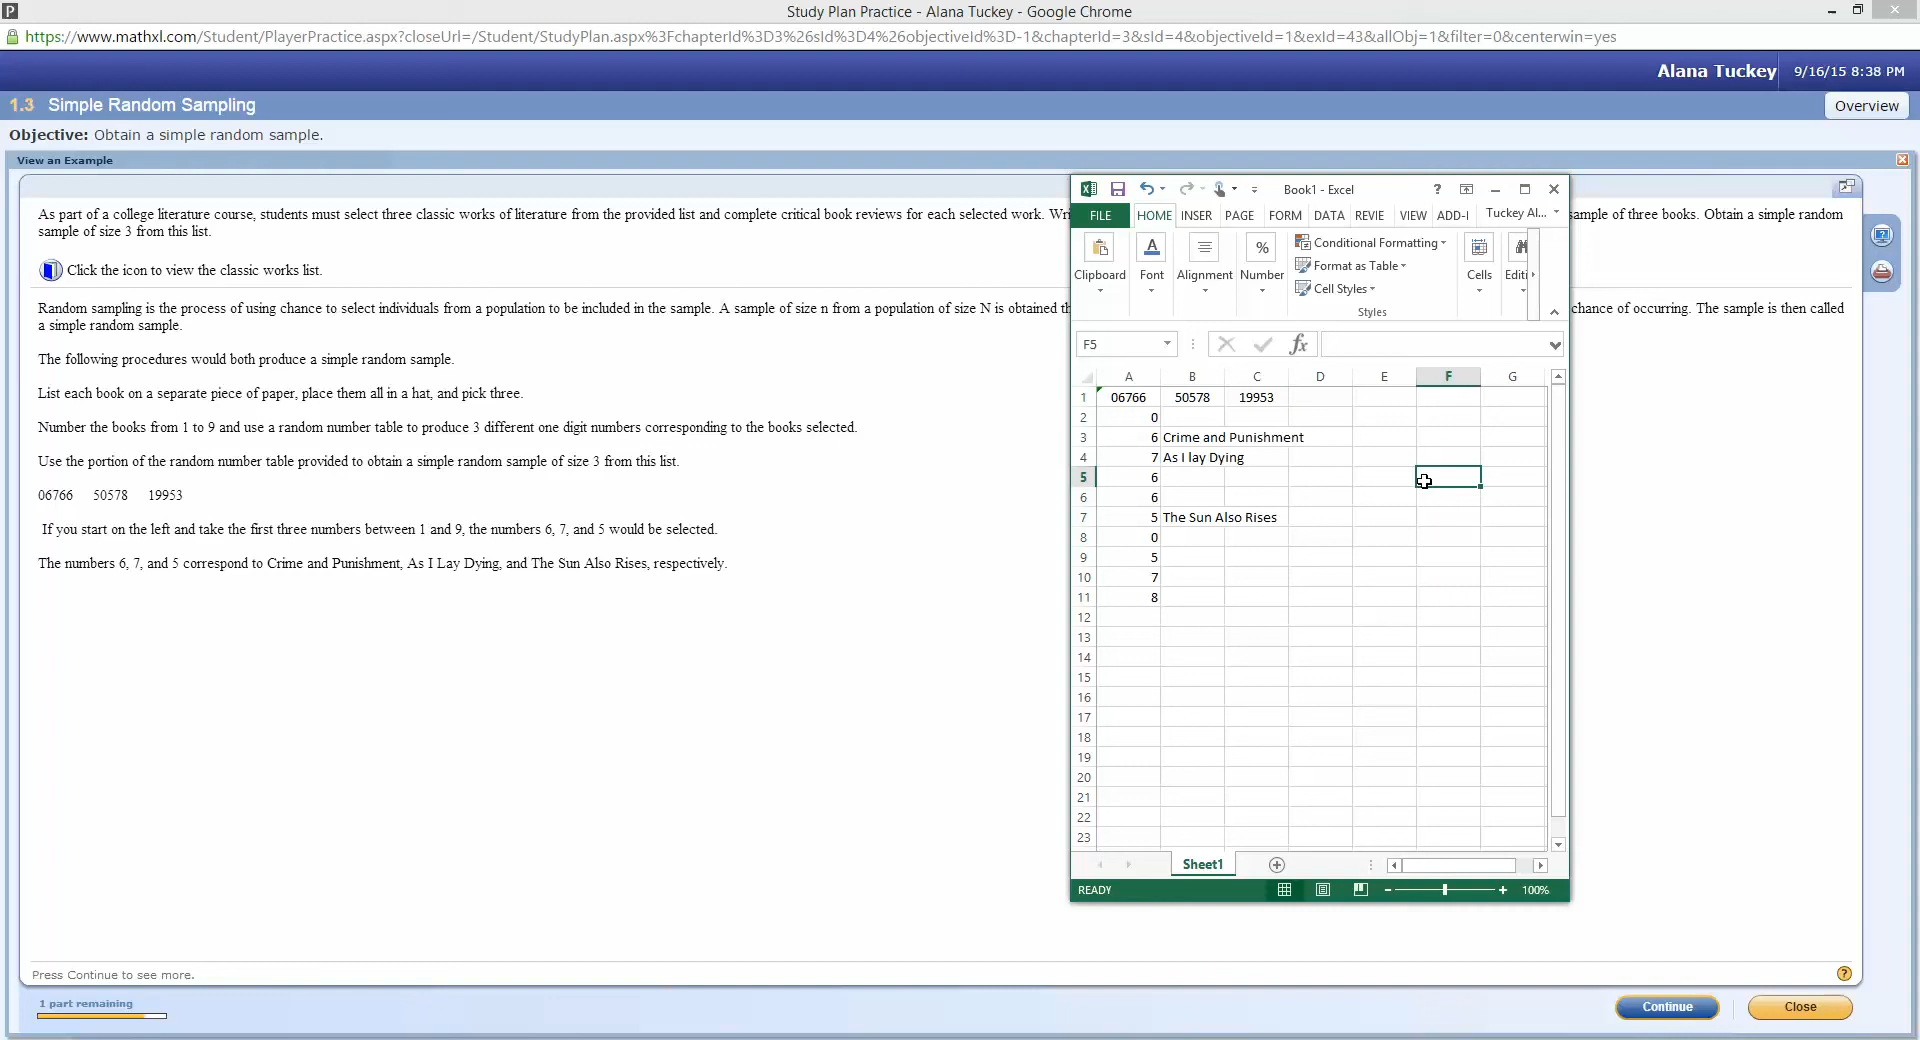 Study Plan Practice - Alana Tuckey - Google Chrome
https://www.mathxl.com/Student/PlayerPractice.aspx?closeUrl=/Student/StudyPlan.aspx%3FchapterId%3D3%26sId%3D4%26objectiveId%3D-1&chapterId=3&sId=4&objectiveId=1&exId=43&allObj=1&filter=0&centerwin=yes
Alana Tuckey 9/16/15 8:38 PM
1.3 Simple Random Sampling
Overview
Objective: Obtain a simple random sample.
View an Example
As part of a college literature course, students must select three classic works of literature from the provided list and complete critical book reviews for each selected work. Wri sample of three books. Obtain a simple random
sample of size 3 from this list.
Click the icon to view the classic works list.
Random sampling is the process of using chance to select individuals from a population to be included in the sample. A sample of size n from a population of size N is obtained th chance of occurring. The sample is then called
a simple random sample.
The following procedures would both produce a simple random sample.
List each book on a separate piece of paper, place them all in a hat, and pick three.
Number the books from 1 to 9 and use a random number table to produce 3 different one digit numbers corresponding to the books selected.
Use the portion of the random number table provided to obtain a simple random sample of size 3 from this list.
06766 50578 19953
If you start on the left and take the first three numbers between 1 and 9, the numbers 6, 7, and 5 would be selected.
The numbers 6, 7, and 5 correspond to Crime and Punishment, As I Lay Dying, and The Sun Also Rises, respectively.
Press Continue to see more.
1 part remaining
Continue
Close
Book1 - Excel
FILE HOME INSER PAGE FORM DATA REVIE VIEW ADD-I Tuckey Al...
Clipboard Font Alignment Number
Conditional Formatting
Format as Table
Cell Styles
Styles
Cells Editi
F5 fx
A B C D E F G
1 06766 50578 19953
2 0
3 6 Crime and Punishment
4 7 As I lay Dying
5 6
6 6
7 5 The Sun Also Rises
8 0
9 5
10 7
11 8
12
13
14
15
16
17
18
19
20
21
22
23
Sheet1
READY 100%